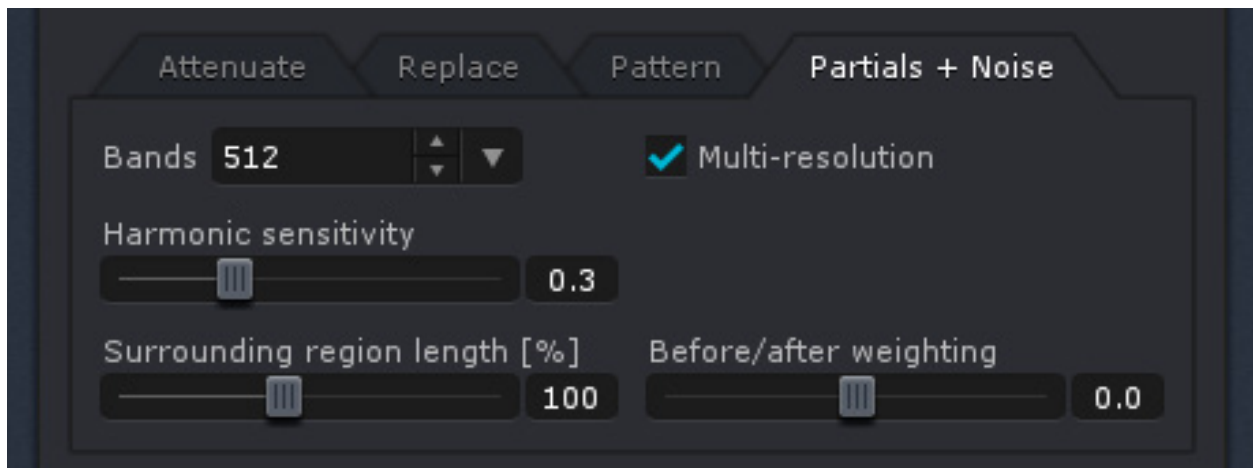 Attenuate Replace Pattern Partials + Noise
Bands 512 Multi-resolution
Harmonic sensitivity
0.3
Surrounding region length [%] Before/after weighting
100 0.0